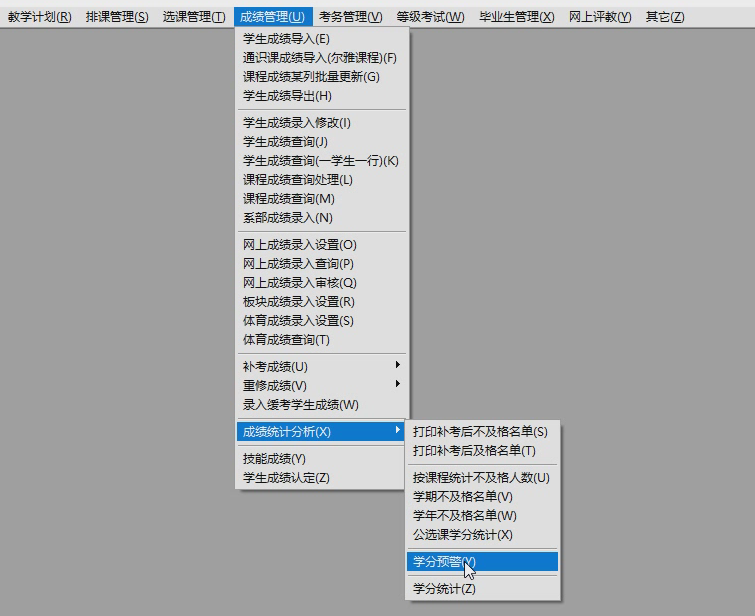 教学计划(R) 排课管理(S) 选课管理(T) 成绩管理(U) 考务管理(V) 等级考试(W) 毕业生管理(X) 网上评教(Y) 其它(Z)
学生成绩导入(E)
通识课成绩导入(尔雅课程)(F)
课程成绩某列批量更新(G)
学生成绩导出(H)
学生成绩录入修改(I)
学生成绩查询(J)
学生成绩查询(一学生一行)(K)
课程成绩查询处理(L)
课程成绩查询(M)
系部成绩录入(N)
网上成绩录入设置(O)
网上成绩录入查询(P)
网上成绩录入审核(Q)
板块成绩录入设置(R)
体育成绩录入设置(S)
体育成绩查询(T)
补考成绩(U)
重修成绩(V)
录入缓考学生成绩(W)
成绩统计分析(X)
技能成绩(Y)
学生成绩认定(Z)
打印补考后不及格名单(S)
打印补考后及格名单(T)
按课程统计不及格人数(U)
学期不及格名单(V)
学年不及格名单(W)
公选课学分统计(X)
学分预警(Y)
学分统计(Z)